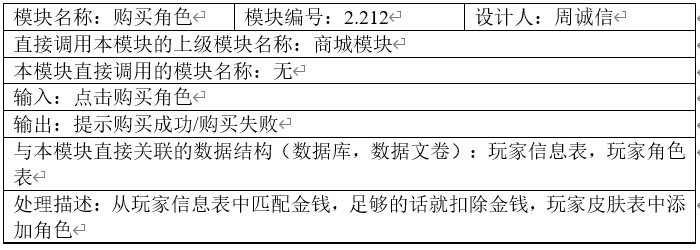 模块名称：购买角色 模块编号：2.212 设计人：周诚信
直接调用本模块的上级模块名称：商城模块
本模块直接调用的模块名称：无
输入：点击购买角色
输出：提示购买成功/购买失败
与本模块直接关联的数据结构（数据库，数据文卷）：玩家信息表，玩家角色
表
处理描述：从玩家信息表中匹配金钱，足够的话就扣除金钱，玩家皮肤表中添
加角色